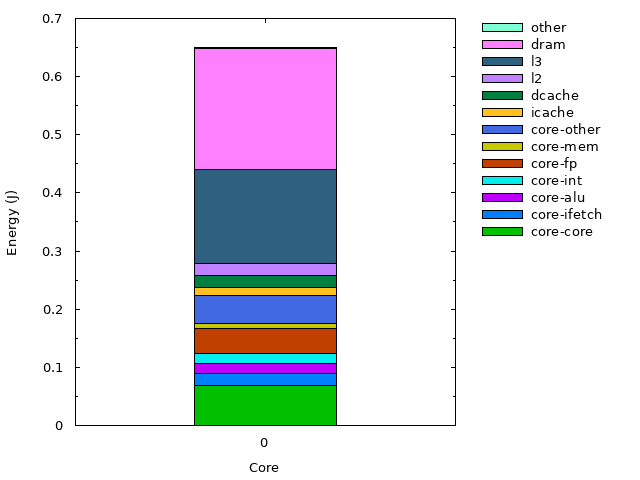 0.7
0.6
0.5
0.4
0.3
0.2
0.1
0
Energy (J)
0
Core
other
dram
l3
l2
dcache
icache
core-other
core-mem
core-fp
core-int
core-alu
core-ifetch
core-core